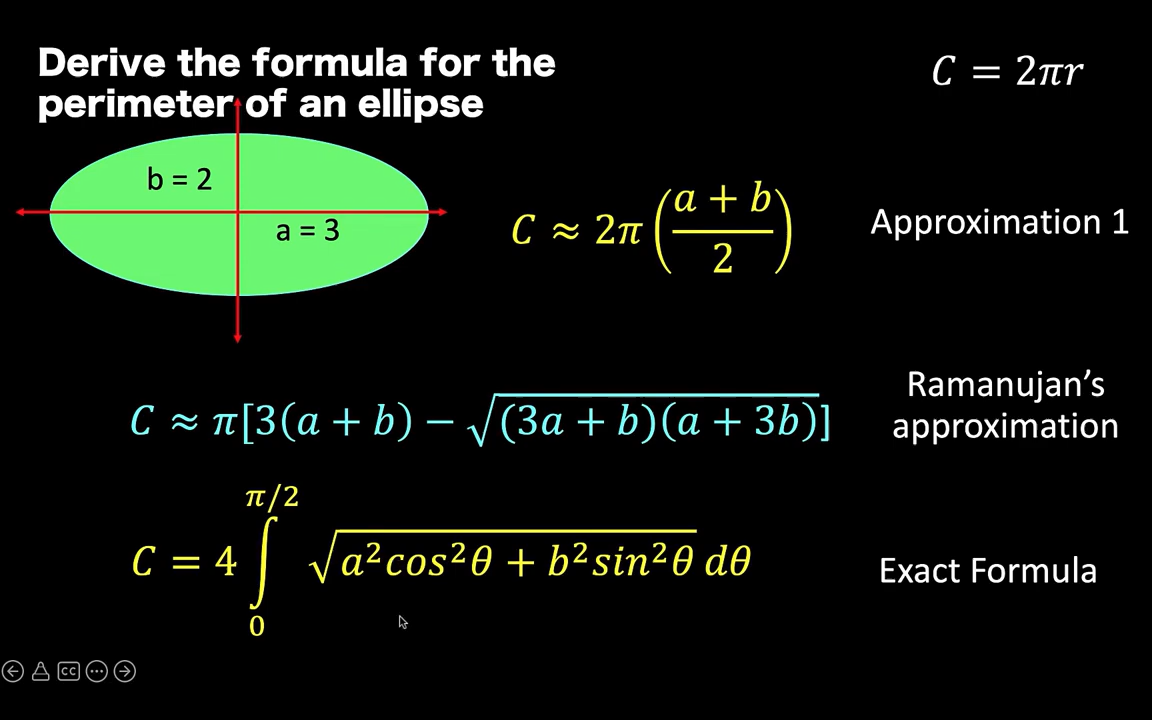 Derive the formula for the
perimeter of an ellipse
C = 2πr
b = 2
a = 3
C ≈ 2π((a + b)/2)
Approximation 1
C ≈ π[3(a + b) − √((3a + b)(a + 3b))]
Ramanujan’s
approximation
C = 4 ∫₀^π/2 √(a²cos²θ + b²sin²θ) dθ
Exact Formula
CC